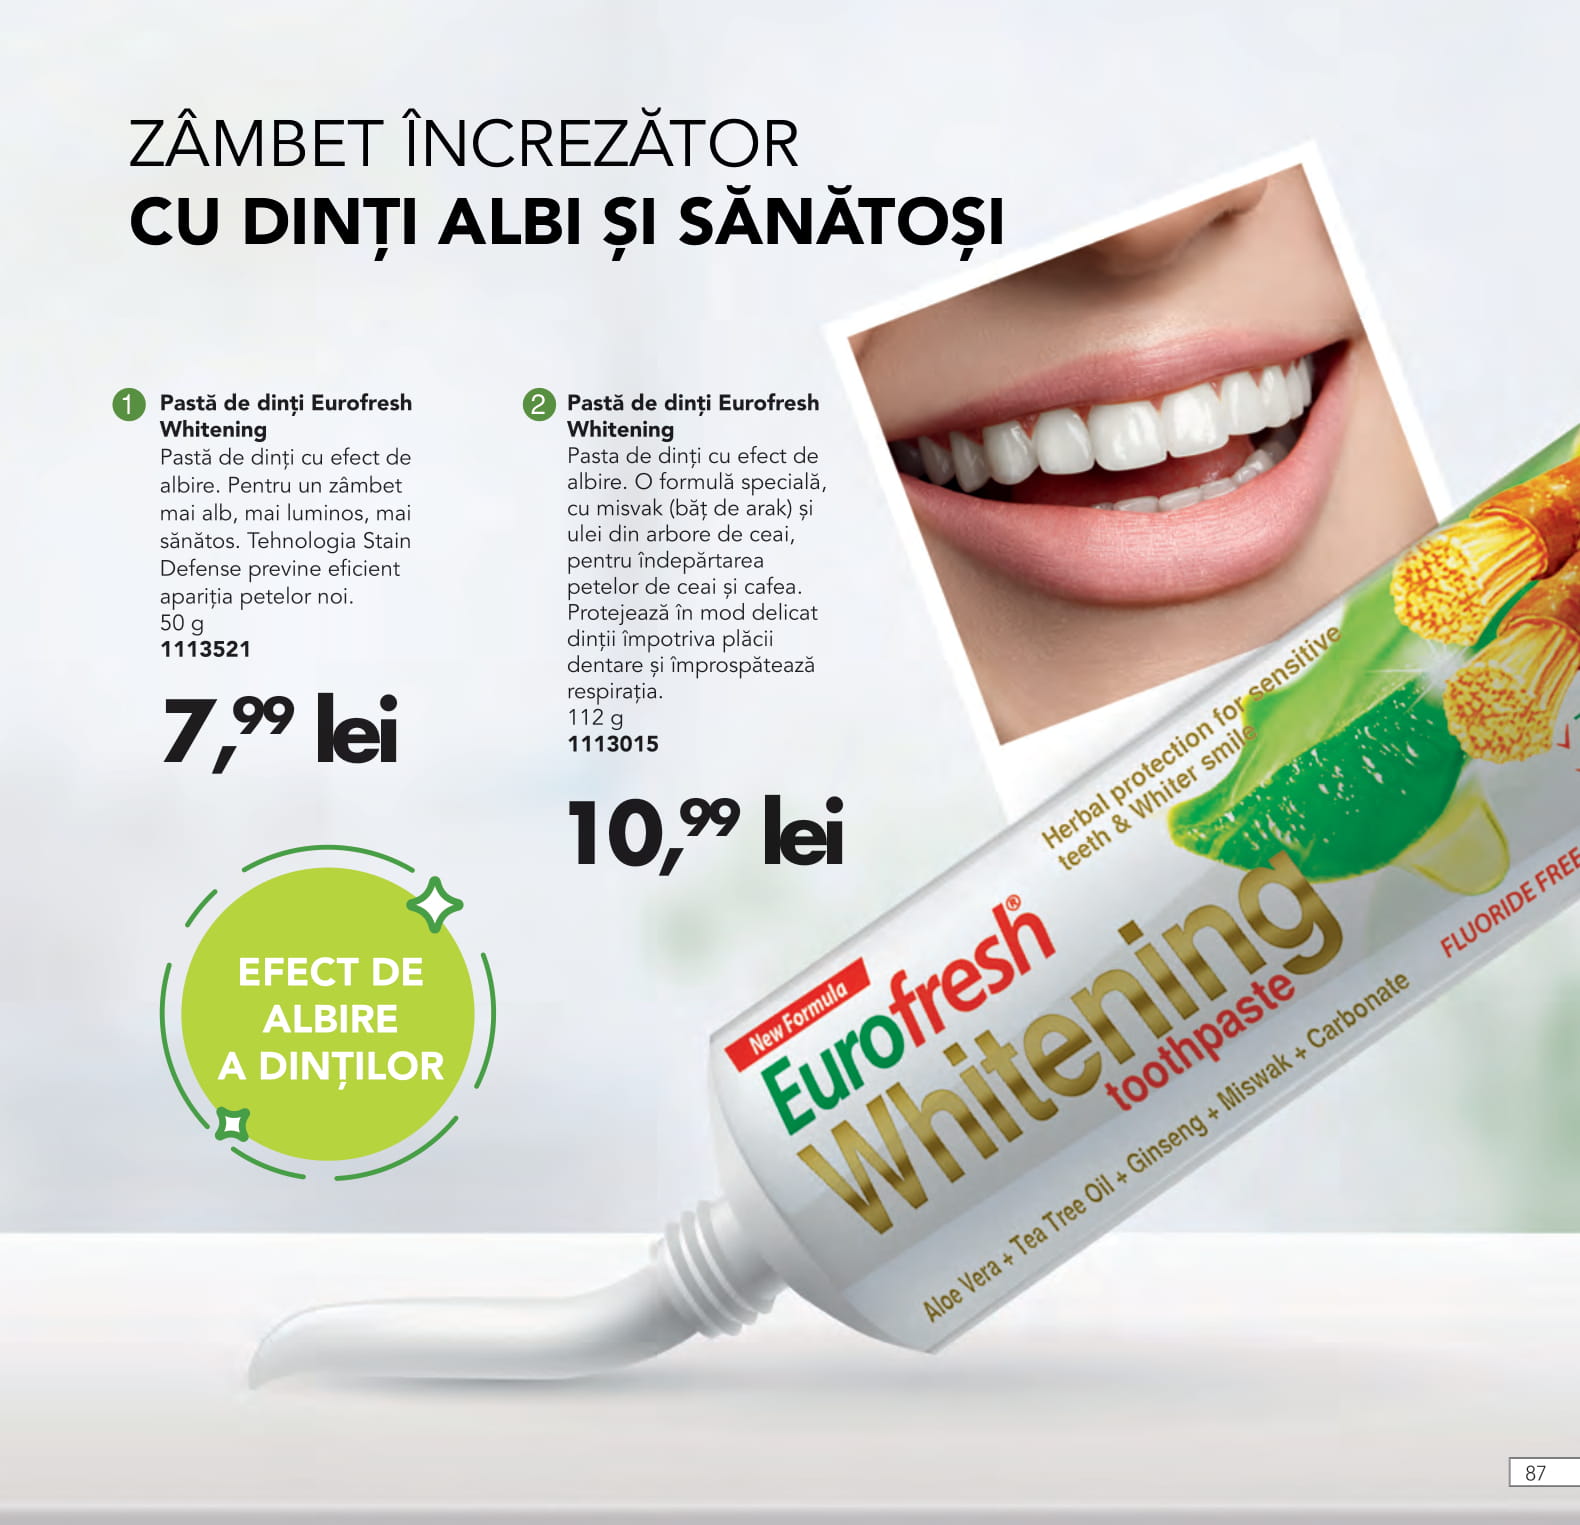 ZÂMBET ÎNCREZĂTOR
CU DINȚI ALBI ȘI SĂNĂTOȘI
1
Pastă de dinți Eurofresh
Whitening
Pastă de dinți cu efect de
albire. Pentru un zâmbet
mai alb, mai luminos, mai
sănătos. Tehnologia Stain
Defense previne eficient
apariția petelor noi.
50 g
1113521
7,99 lei
2
Pastă de dinți Eurofresh
Whitening
Pasta de dinți cu efect de
albire. O formulă specială,
cu misvak (băț de arak) și
ulei din arbore de ceai,
pentru îndepărtarea
petelor de ceai și cafea.
Protejează în mod delicat
dinții împotriva plăcii
dentare și împrospătează
respirația.
112 g
1113015
10,99 lei
EFECT DE
ALBIRE
A DINȚILOR
Herbal protection for sensitive
teeth & Whiter smile
New Formula
Eurofresh®
Whitening
toothpaste
FLUORIDE FREE
Aloe Vera + Tea Tree Oil + Ginseng + Miswak + Carbonate
87